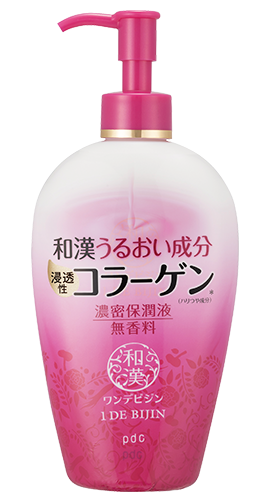 和漢うるおい成分
浸透性
コラーゲン*
(ハリつや成分)
濃密保潤液
無香料
和漢
ワンデビジン
1 DE BIJIN
pdc